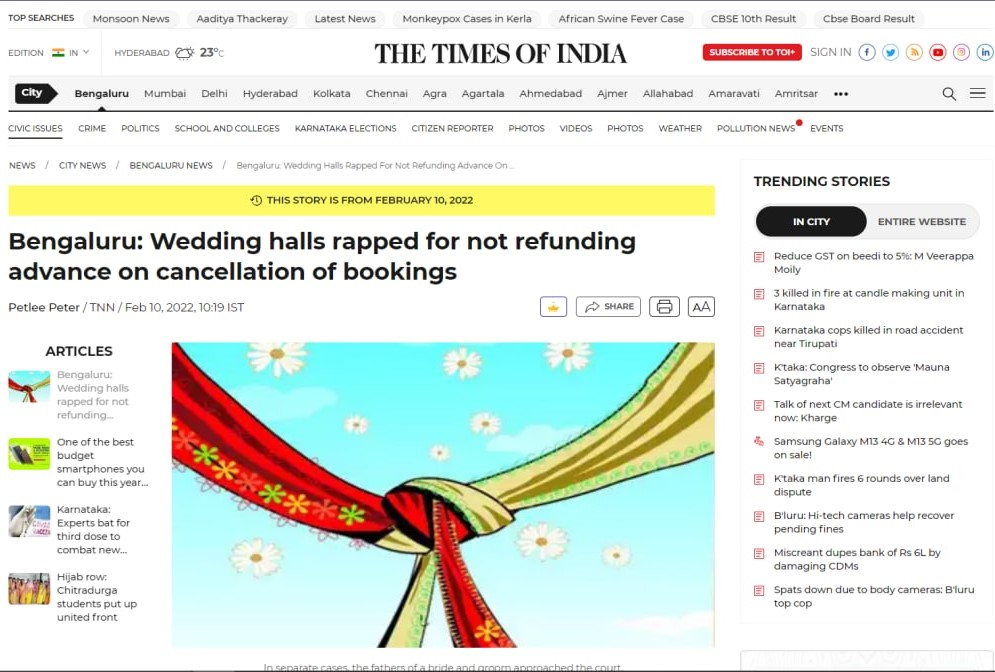 TOP SEARCHES Monsoon News Aaditya Thackeray Latest News Monkeypox Cases in Kerla African Swine Fever Case CBSE 10th Result Cbse Board Result
EDITION IN HYDERABAD 23°C THE TIMES OF INDIA SUBSCRIBE TO TOI+ SIGN IN
City Bengaluru Mumbai Delhi Hyderabad Kolkata Chennai Agra Agartala Ahmedabad Ajmer Allahabad Amaravati Amritsar •••
CIVIC ISSUES CRIME POLITICS SCHOOL AND COLLEGES KARNATAKA ELECTIONS CITIZEN REPORTER PHOTOS VIDEOS PHOTOS WEATHER POLLUTION NEWS EVENTS
NEWS / CITY NEWS / BENGALURU NEWS / Bengaluru: Wedding Halls Rapped For Not Refunding Advance On ...
THIS STORY IS FROM FEBRUARY 10, 2022
Bengaluru: Wedding halls rapped for not refunding
advance on cancellation of bookings
Petlee Peter / TNN / Feb 10, 2022, 10:19 IST
SHARE
AA
ARTICLES
Bengaluru:
Wedding halls
rapped for not
refunding...
One of the best
budget
smartphones you
can buy this year...
Karnataka:
Experts bat for
third dose to
combat new...
Hijab row:
Chitradurga
students put up
united front
In separate cases, the fathers of a bride and groom approached the court,
TRENDING STORIES
IN CITY ENTIRE WEBSITE
Reduce GST on beedi to 5%: M Veerappa
Moily
3 killed in fire at candle making unit in
Karnataka
Karnataka cops killed in road accident
near Tirupati
K'taka: Congress to observe 'Mauna
Satyagraha'
Talk of next CM candidate is irrelevant
now: Kharge
Samsung Galaxy M13 4G & M13 5G goes
on sale!
K'taka man fires 6 rounds over land
dispute
B'luru: Hi-tech cameras help recover
pending fines
Miscreant dupes bank of Rs 6L by
damaging CDMs
Spats down due to body cameras: B'luru
top cop